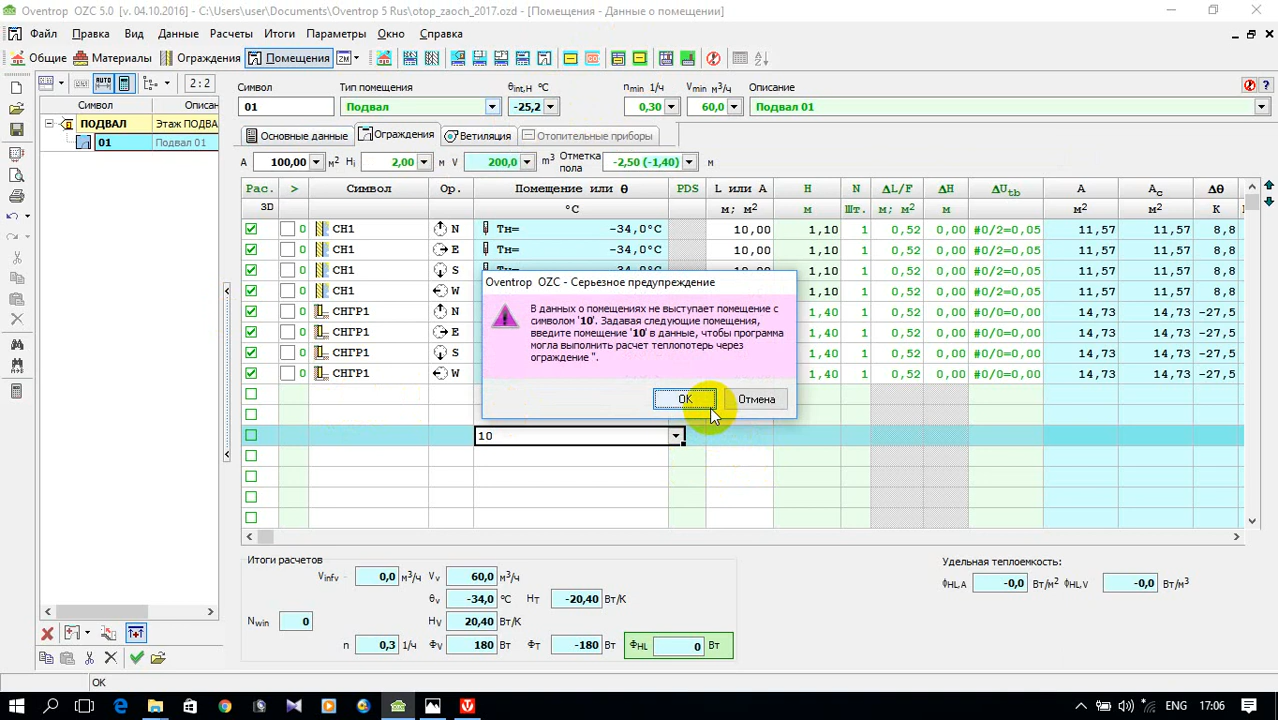 Oventrop OZC 5.0 [v. 04.10.2016] - C:\Users\user\Documents\Oventrop 5 Rus\otop_zaoch_2017.ozd - [Помещения - Данные о помещении]
Файл Правка Вид Данные Расчеты Итоги Параметры Окно Справка
Общие Материалы Ограждения Помещения
2:2
Символ Описан
ПОДВАЛ Этаж ПОДВА
01 Подвал 01
Символ Тип помещения θint,H °C nmin 1/ч Vmin м³/ч Описание
01 Подвал -25,2 0,30 60,0 Подвал 01
Основные данные Ограждения Ветиляция Отопительные приборы
A 100,00 м² Hi 2,00 м V 200,0 м³ Отметка пола -2,50 (-1,40) м
Рас. > Символ Ор. Помещение или θ PDS L или A H N ΔL/F ΔH ΔUtb A Ac Δθ
3D °C м; м² м Шт. м; м² м м² м² K
0 СН1 N Tн= -34,0°C 10,00 1,10 1 0,52 0,00 #0/2=0,05 11,57 11,57 8,8
0 СН1 E Tн= -34,0°C 10,00 1,10 1 0,52 0,00 #0/2=0,05 11,57 11,57 8,8
0 СН1 S Tн= -34,0°C 10,00 1,10 1 0,52 0,00 #0/2=0,05 11,57 11,57 8,8
0 СН1 W 1,10 1 0,52 0,00 #0/2=0,05 11,57 11,57 8,8
0 СНГР1 N 1,40 1 0,52 0,00 #0/0=0,00 14,73 14,73 -27,5
0 СНГР1 E 1,40 1 0,52 0,00 #0/0=0,00 14,73 14,73 -27,5
0 СНГР1 S 1,40 1 0,52 0,00 #0/0=0,00 14,73 14,73 -27,5
0 СНГР1 W 1,40 1 0,52 0,00 #0/0=0,00 14,73 14,73 -27,5
10
Oventrop OZC - Серьезное предупреждение
В данных о помещениях не выступает помещение с
символом '10'. Задавая следующие помещения,
введите помещение '10' в данные, чтобы программа
могла выполнить расчет теплопотерь через
ограждение ''.
OK Отмена
Итоги расчетов
Vinfv 0,0 м³/ч Vv 60,0 м³/ч
θv -34,0 °C HT -20,40 Вт/K
Nwin 0 HV 20,40 Вт/K
n 0,3 1/ч ΦV 180 Вт ΦT -180 Вт ΦHL 0 Вт
Удельная теплоемкость:
ΦHL,A -0,0 Вт/м² ΦHL,V -0,0 Вт/м³
OK
ENG 17:06